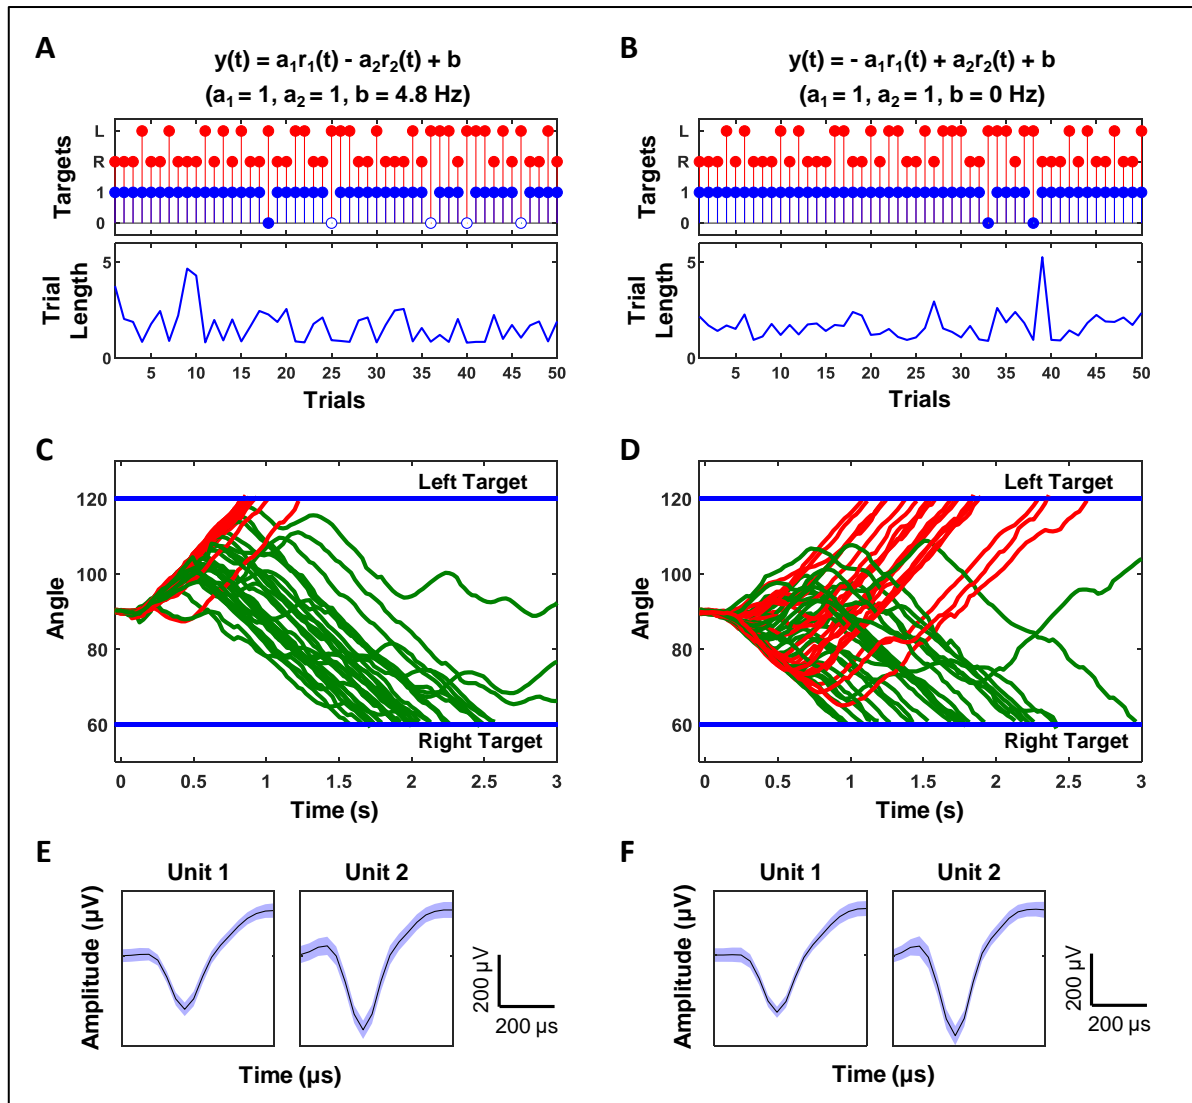 A
y(t) = a₁r₁(t) - a₂r₂(t) + b
(a₁ = 1, a₂ = 1, b = 4.8 Hz)
Targets
L
R
1
0
Trial Length
5
0
5 10 15 20 25 30 35 40 45 50
Trials
B
y(t) = - a₁r₁(t) + a₂r₂(t) + b
(a₁ = 1, a₂ = 1, b = 0 Hz)
Targets
L
R
1
0
Trial Length
5
0
5 10 15 20 25 30 35 40 45 50
Trials
C
Angle
120
100
80
60
Left Target
Right Target
0 0.5 1 1.5 2 2.5 3
Time (s)
D
Angle
120
100
80
60
Left Target
Right Target
0 0.5 1 1.5 2 2.5 3
Time (s)
E
Unit 1 Unit 2
Amplitude (µV)
200 µV
200 µs
Time (µs)
F
Unit 1 Unit 2
Amplitude (µV)
200 µV
200 µs
Time (µs)